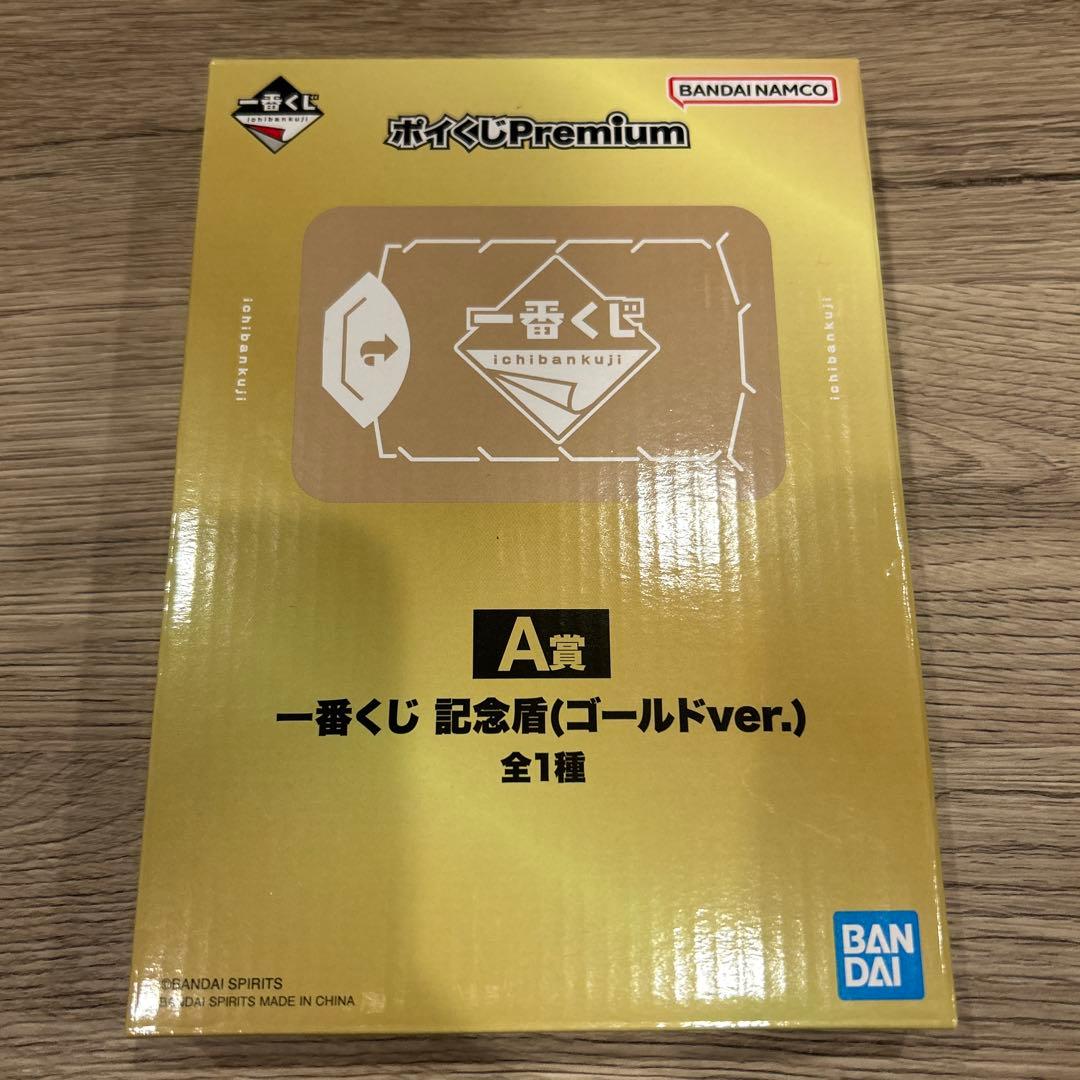 一番くじ
ichibankuji
BANDAI NAMCO
ポイくじPremium
一番くじ
ichibankuji
ichibankuji
ichibankuji
A賞
一番くじ 記念盾(ゴールドver.)
全1種
BAN
DAI
©BANDAI SPIRITS
BANDAI SPIRITS MADE IN CHINA